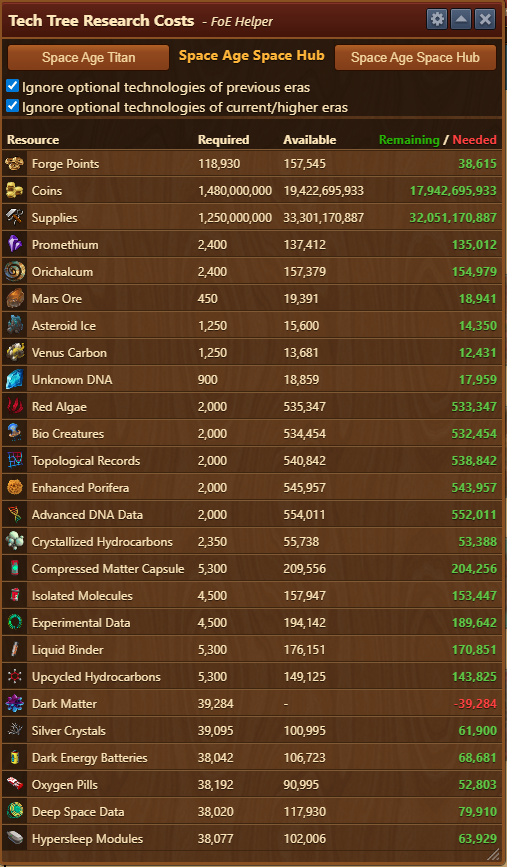 Tech Tree Research Costs - FoE Helper
Space Age Titan Space Age Space Hub Space Age Space Hub
Ignore optional technologies of previous eras
Ignore optional technologies of current/higher eras
Resource Required Available Remaining / Needed
Forge Points 118,930 157,545 38,615
Coins 1,480,000,000 19,422,695,933 17,942,695,933
Supplies 1,250,000,000 33,301,170,887 32,051,170,887
Promethium 2,400 137,412 135,012
Orichalcum 2,400 157,379 154,979
Mars Ore 450 19,391 18,941
Asteroid Ice 1,250 15,600 14,350
Venus Carbon 1,250 13,681 12,431
Unknown DNA 900 18,859 17,959
Red Algae 2,000 535,347 533,347
Bio Creatures 2,000 534,454 532,454
Topological Records 2,000 540,842 538,842
Enhanced Porifera 2,000 545,957 543,957
Advanced DNA Data 2,000 554,011 552,011
Crystallized Hydrocarbons 2,350 55,738 53,388
Compressed Matter Capsule 5,300 209,556 204,256
Isolated Molecules 4,500 157,947 153,447
Experimental Data 4,500 194,142 189,642
Liquid Binder 5,300 176,151 170,851
Upcycled Hydrocarbons 5,300 149,125 143,825
Dark Matter 39,284 - -39,284
Silver Crystals 39,095 100,995 61,900
Dark Energy Batteries 38,042 106,723 68,681
Oxygen Pills 38,192 90,995 52,803
Deep Space Data 38,020 117,930 79,910
Hypersleep Modules 38,077 102,006 63,929